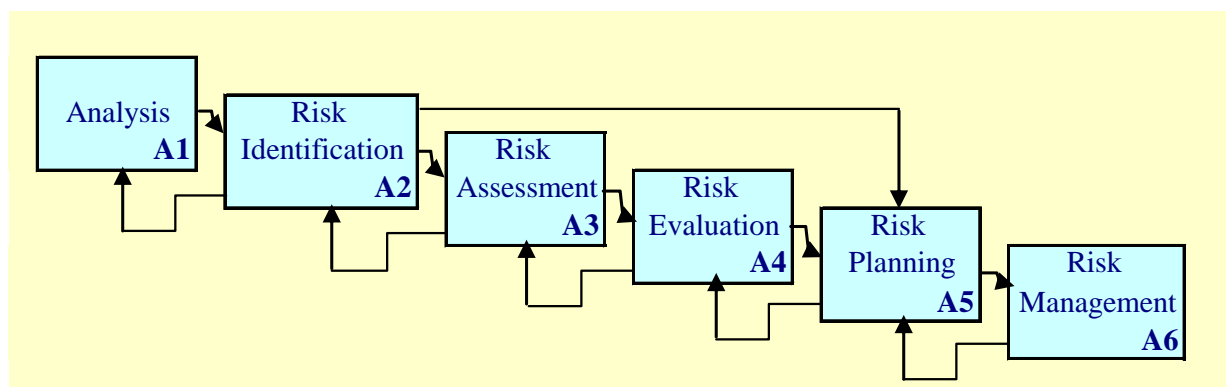 Analysis
A1
Risk
Identification
A2
Risk
Assessment
A3
Risk
Evaluation
A4
Risk
Planning
A5
Risk
Management
A6